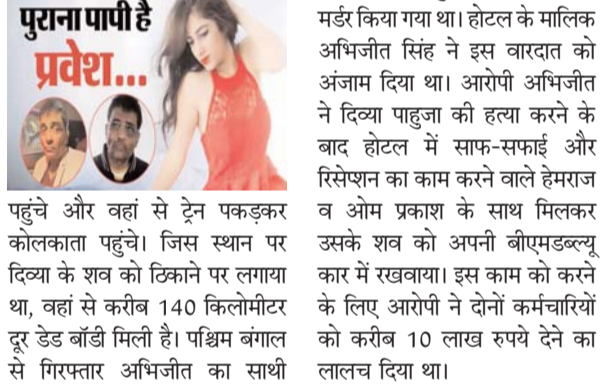 पुराना पापी है
प्रवेश...
पहुंचे और वहां से ट्रेन पकड़कर
कोलकाता पहुंचे। जिस स्थान पर
दिव्या के शव को ठिकाने पर लगाया
था, वहां से करीब 140 किलोमीटर
दूर डेड बॉडी मिली है। पश्चिम बंगाल
से गिरफ्तार अभिजीत का साथी
मर्डर किया गया था। होटल के मालिक
अभिजीत सिंह ने इस वारदात को
अंजाम दिया था। आरोपी अभिजीत
ने दिव्या पाहुजा की हत्या करने के
बाद होटल में साफ-सफाई और
रिसेप्शन का काम करने वाले हेमराज
व ओम प्रकाश के साथ मिलकर
उसके शव को अपनी बीएमडब्ल्यू
कार में रखवाया। इस काम को करने
के लिए आरोपी ने दोनों कर्मचारियों
को करीब 10 लाख रुपये देने का
लालच दिया था।